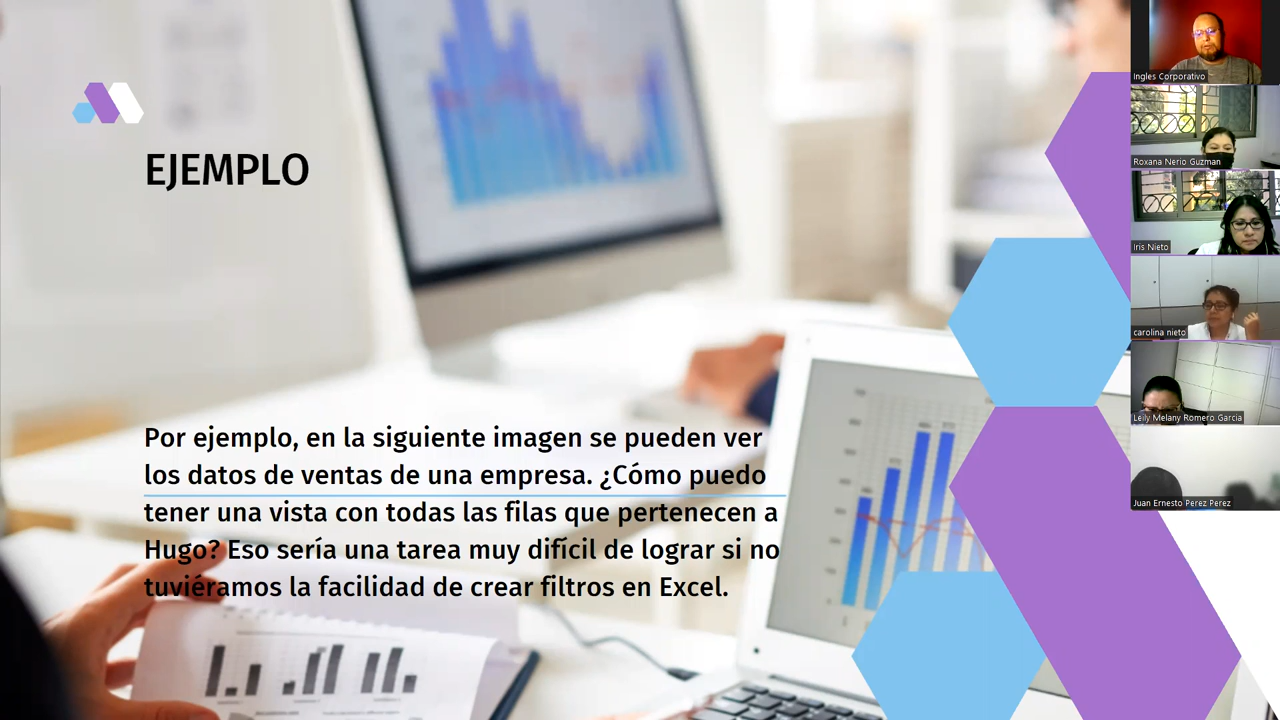 EJEMPLO
Por ejemplo, en la siguiente imagen se pueden ver
los datos de ventas de una empresa. ¿Cómo puedo
tener una vista con todas las filas que pertenecen a
Hugo? Eso sería una tarea muy difícil de lograr si no
tuviéramos la facilidad de crear filtros en Excel.
Ingles Corporativo
Roxana Nerio Guzman
Iris Nieto
carolina nieto
Leily Melany Romero Garcia
Juan Ernesto Perez Perez